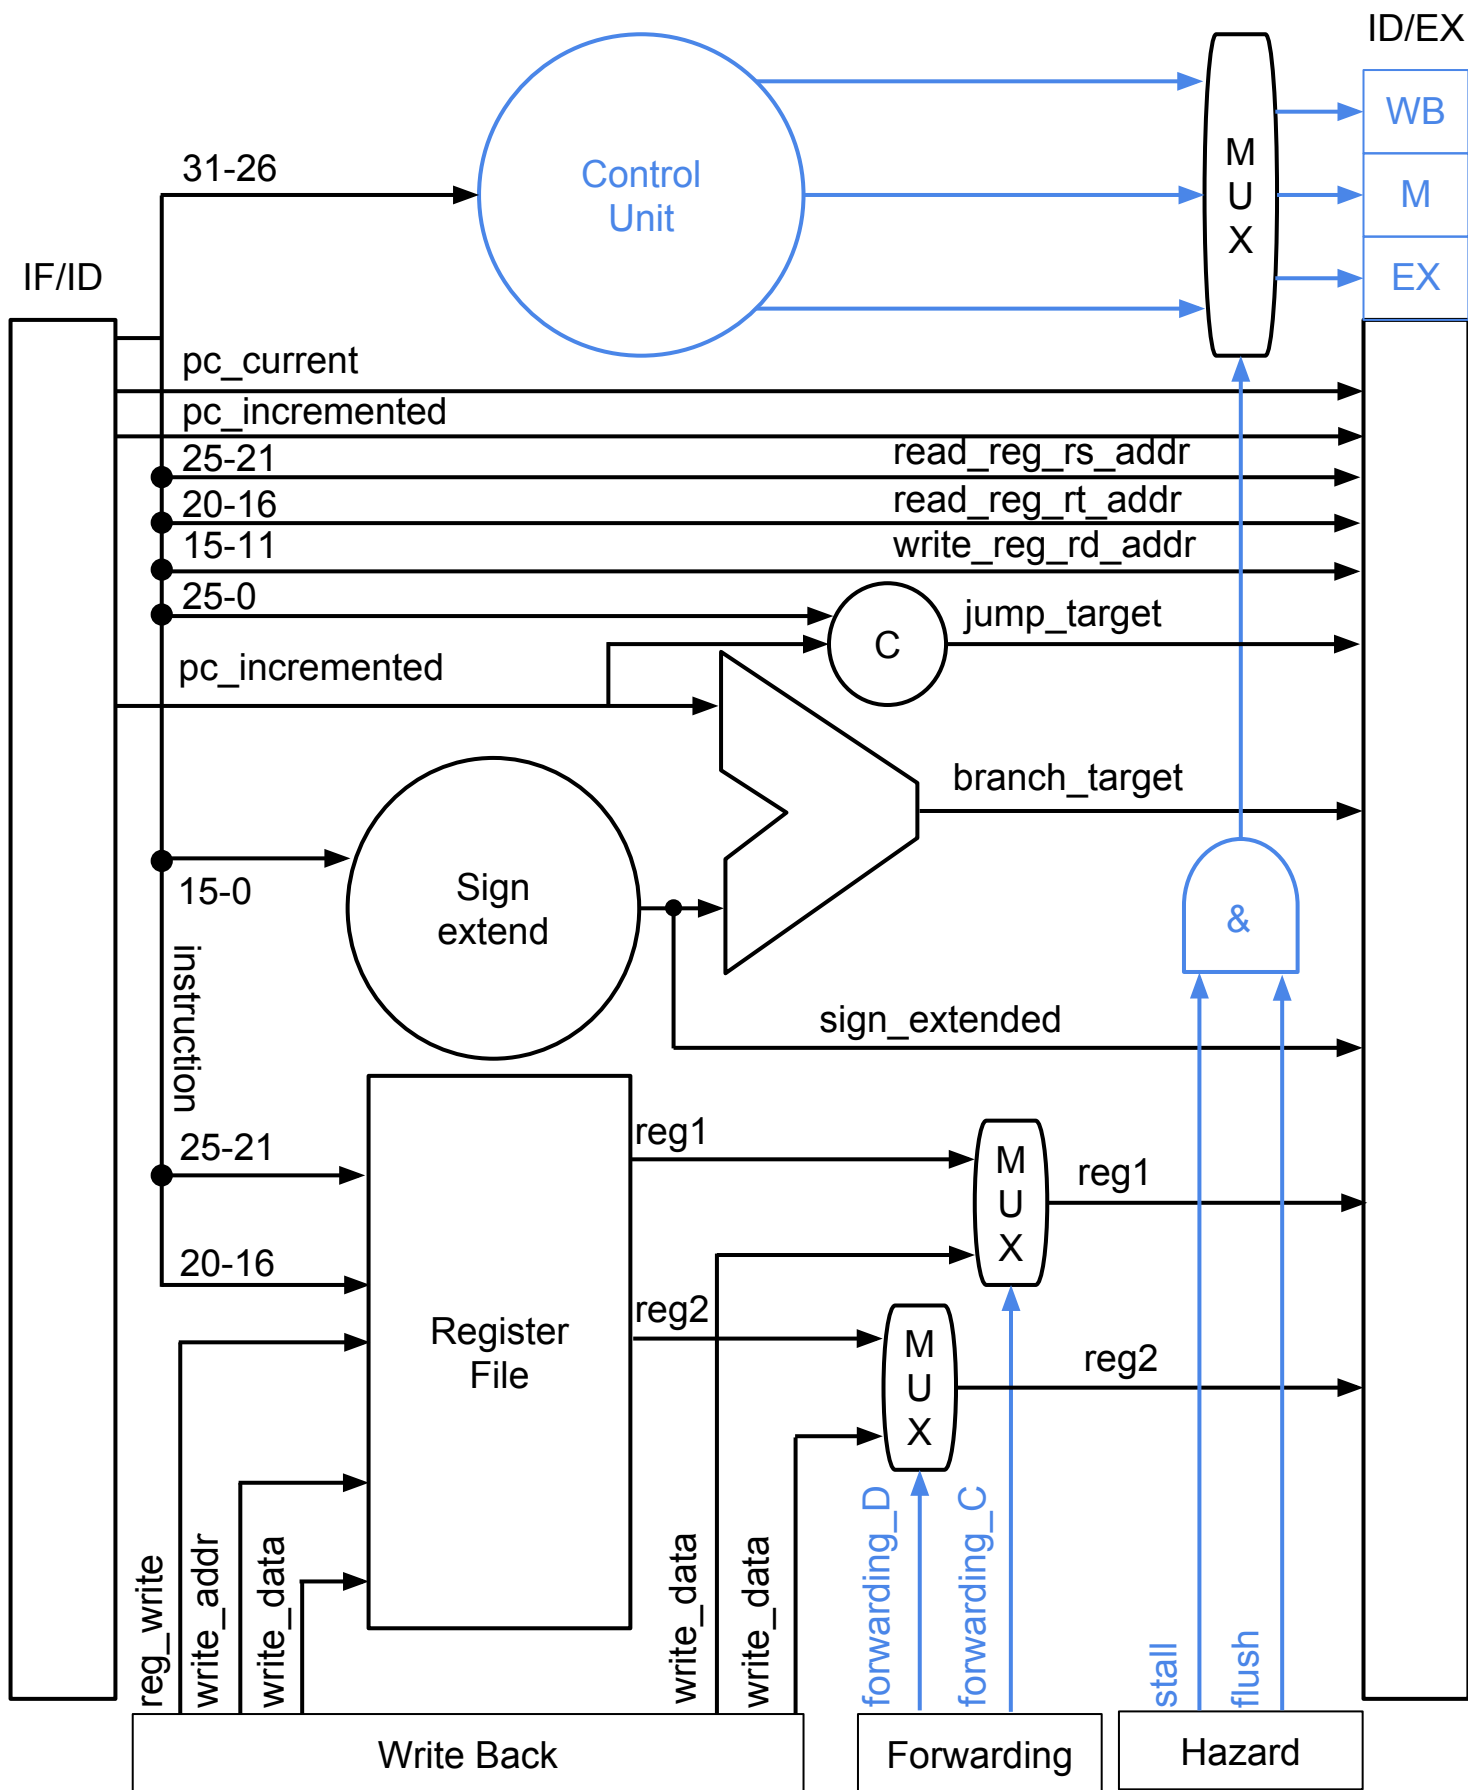 ID/EX
WB
M
EX
31-26
Control
Unit
M
U
X
IF/ID
pc_current
pc_incremented
25-21
read_reg_rs_addr
20-16
read_reg_rt_addr
15-11
write_reg_rd_addr
25-0
C
jump_target
pc_incremented
branch_target
15-0
Sign
extend
&
instruction
sign_extended
25-21
reg1
M
U
X
reg1
20-16
Register
File
reg2
M
U
X
reg2
reg_write
write_addr
write_data
write_data
write_data
forwarding_D
forwarding_C
stall
flush
Write Back
Forwarding
Hazard